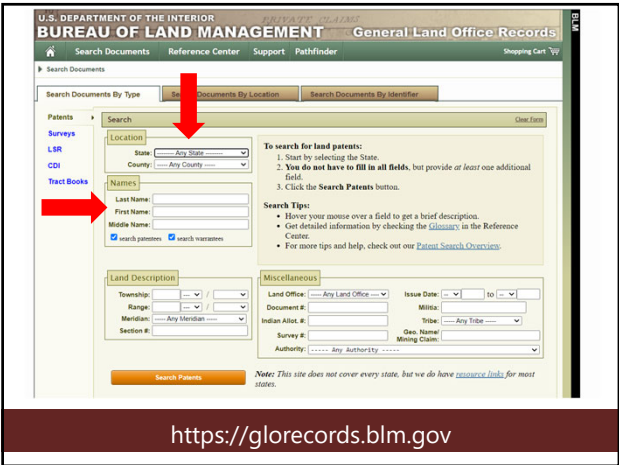 U.S. DEPARTMENT OF THE INTERIOR
PRIVATE CLAIMS
BUREAU OF LAND MANAGEMENT General Land Office Records
BLM
Search Documents Reference Center Support Pathfinder Shopping Cart
Search Documents
Search Documents By Type Search Documents By Location Search Documents By Identifier
Patents
Surveys
LSR
CDI
Tract Books
Search Clear Form
Location
State: ------- Any State --------
County: ----- Any County -----
Names
Last Name:
First Name:
Middle Name:
search patentees search warrantees
To search for land patents:
1. Start by selecting the State.
2. You do not have to fill in all fields, but provide at least one additional
field.
3. Click the Search Patents button.
Search Tips:
• Hover your mouse over a field to get a brief description.
• Get detailed information by checking the Glossary in the Reference
Center.
• For more tips and help, check out our Patent Search Overview.
Land Description
Township: -- /
Range: -- /
Meridian: ----- Any Meridian -----
Section #:
Miscellaneous
Land Office: ----- Any Land Office ---- Issue Date: -- to --
Document #: Militia:
Indian Allot. #: Tribe: ---- Any Tribe -----
Survey #: Geo. Name/
Mining Claim:
Authority: ----- Any Authority -----
Search Patents
Note: This site does not cover every state, but we do have resource links for most
states.
https://glorecords.blm.gov